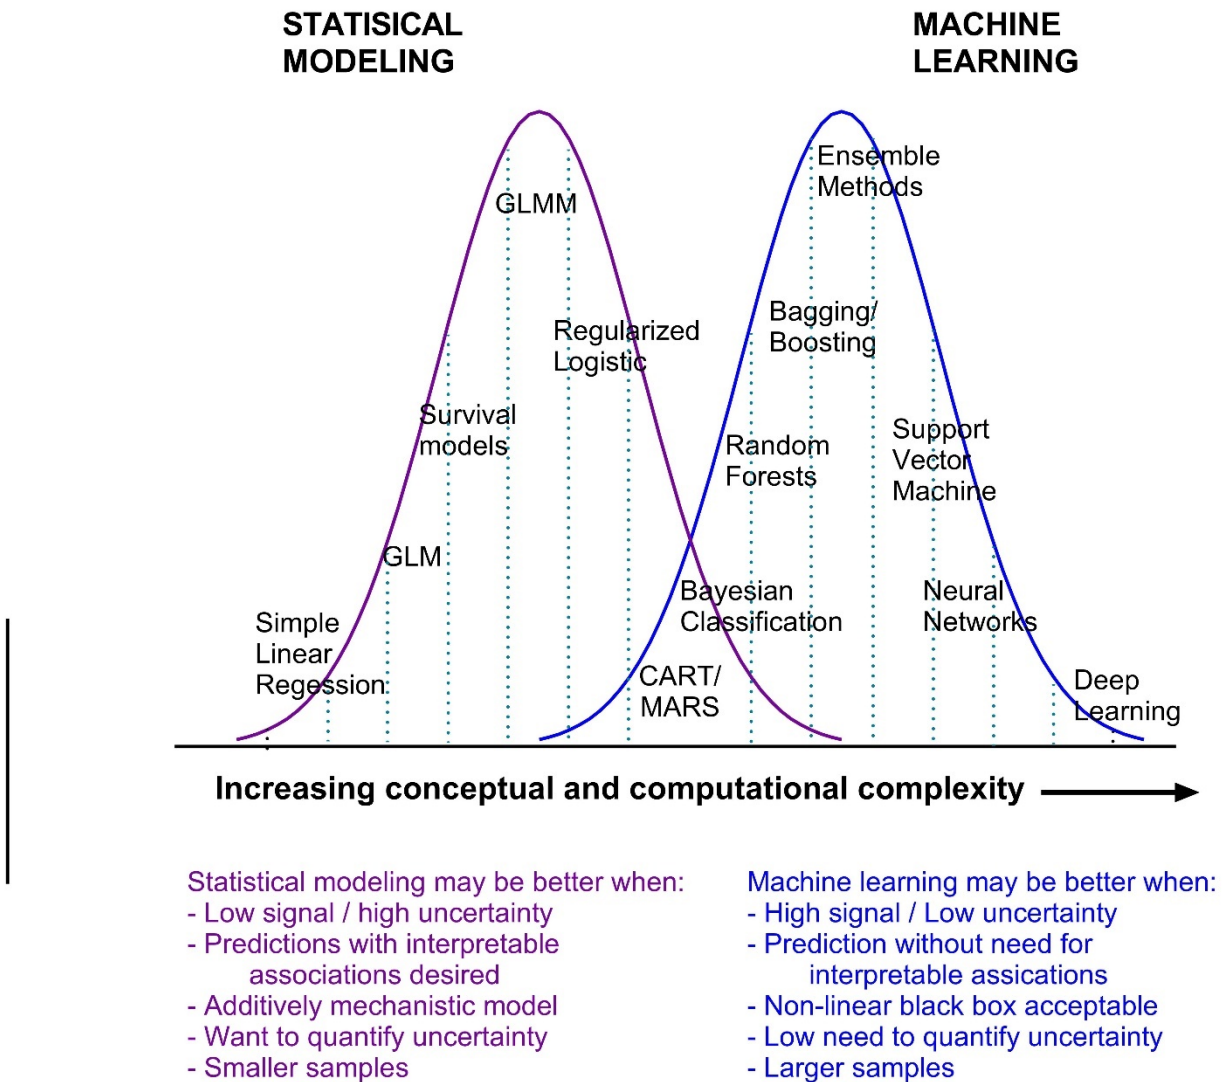 STATISICAL
MODELING
MACHINE
LEARNING
Ensemble
Methods
GLMM
Bagging/
Boosting
Regularized
Logistic
Survival
models
Support
Vector
Machine
Random
Forests
GLM
Bayesian
Classification
Neural
Networks
Simple
Linear
Regession
CART/
MARS
Deep
Learning
Increasing conceptual and computational complexity
Statistical modeling may be better when:
- Low signal / high uncertainty
- Predictions with interpretable
associations desired
- Additively mechanistic model
- Want to quantify uncertainty
- Smaller samples
Machine learning may be better when:
- High signal / Low uncertainty
- Prediction without need for
interpretable assications
- Non-linear black box acceptable
- Low need to quantify uncertainty
- Larger samples